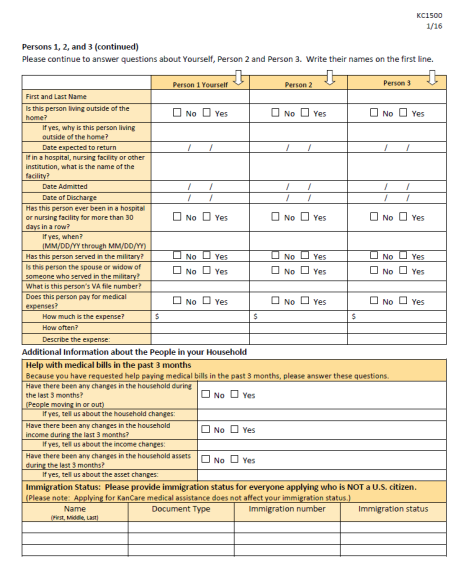 KC1500
1/16
Persons 1, 2, and 3 (continued)
Please continue to answer questions about Yourself, Person 2 and Person 3. Write their names on the first line.
Person 1 Yourself Person 2 Person 3
First and Last Name
Is this person living outside of the
home? ☐ No ☐ Yes ☐ No ☐ Yes ☐ No ☐ Yes
If yes, why is this person living
outside of the home?
Date expected to return / / / / / /
If in a hospital, nursing facility or other
institution, what is the name of the
facility?
Date Admitted / / / / / /
Date of Discharge / / / / / /
Has this person ever been in a hospital
or nursing facility for more than 30 ☐ No ☐ Yes ☐ No ☐ Yes ☐ No ☐ Yes
days in a row?
If yes, when?
(MM/DD/YY through MM/DD/YY)
Has this person served in the military? ☐ No ☐ Yes ☐ No ☐ Yes ☐ No ☐ Yes
Is this person the spouse or widow of ☐ No ☐ Yes ☐ No ☐ Yes ☐ No ☐ Yes
someone who served in the military?
What is this person's VA file number?
Does this person pay for medical
expenses? ☐ No ☐ Yes ☐ No ☐ Yes ☐ No ☐ Yes
How much is the expense? $ $ $
How often?
Describe the expense:
Additional Information about the People in your Household
Help with medical bills in the past 3 months
Because you have requested help paying medical bills in the past 3 months, please answer these questions.
Have there been any changes in the household during
the last 3 months? ☐ No ☐ Yes
(People moving in or out)
If yes, tell us about the household changes:
Have there been any changes in the household
income during the last 3 months? ☐ No ☐ Yes
If yes, tell us about the income changes:
Have there been any changes in the household assets
during the last 3 months? ☐ No ☐ Yes
If yes, tell us about the asset changes:
Immigration Status: Please provide immigration status for everyone applying who is NOT a U.S. citizen.
(Please note: Applying for KanCare medical assistance does not affect your immigration status.)
Name Document Type Immigration number Immigration status
(First, Middle, Last)